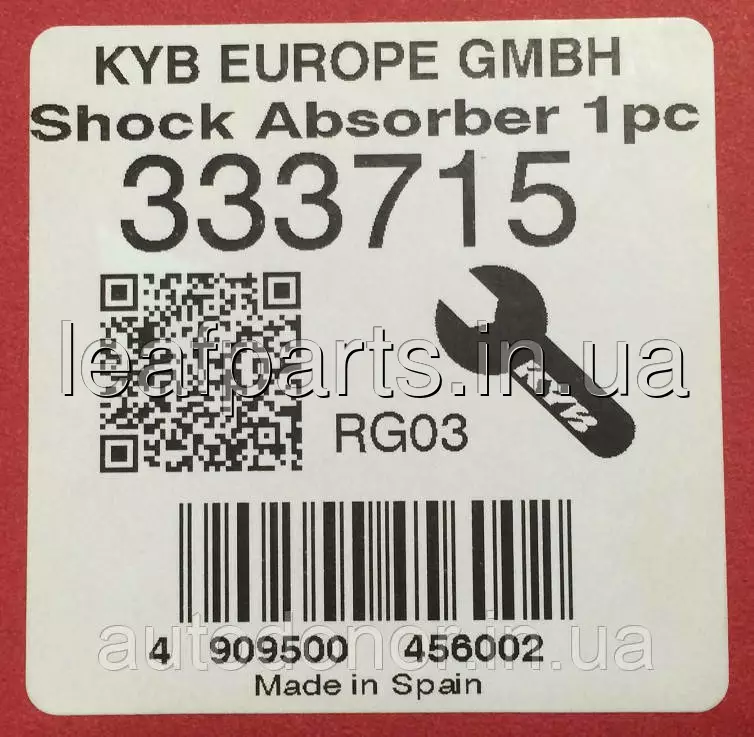 KYB EUROPE GMBH
Shock Absorber 1pc
333715
leafparts.in.ua
KYB
RG03
4 909500 456002
autodonor.in.ua
Made in Spain